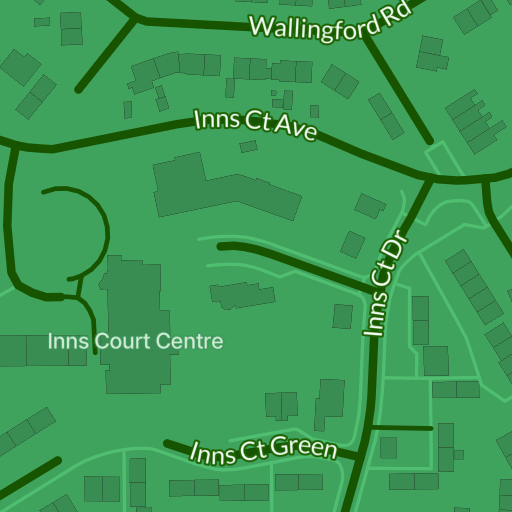 Wallingford Rd
Inns Ct Ave
Inns Ct Dr
Inns Court Centre
Inns Ct Green